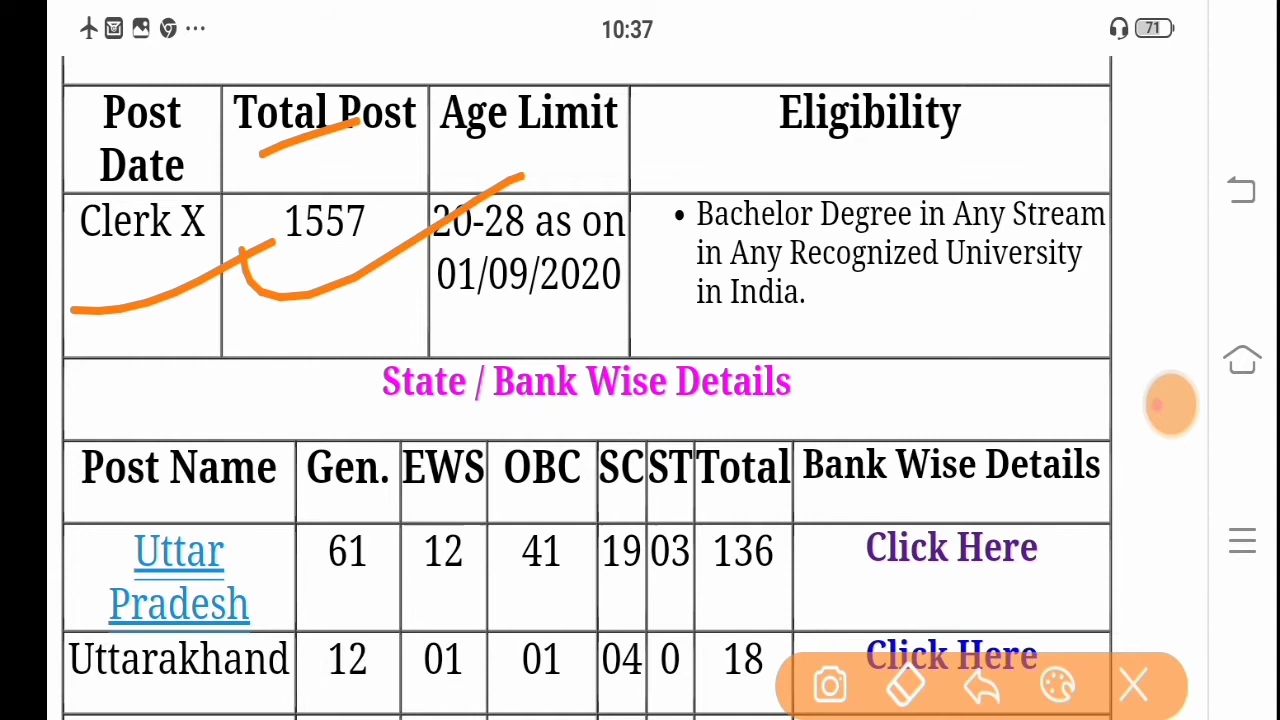 10:37
71
Post Date Total Post Age Limit Eligibility
Clerk X 1557 20-28 as on 01/09/2020 • Bachelor Degree in Any Stream in Any Recognized University in India.
State / Bank Wise Details
Post Name Gen. EWS OBC SC ST Total Bank Wise Details
Uttar Pradesh 61 12 41 19 03 136 Click Here
Uttarakhand 12 01 01 04 0 18 Click Here